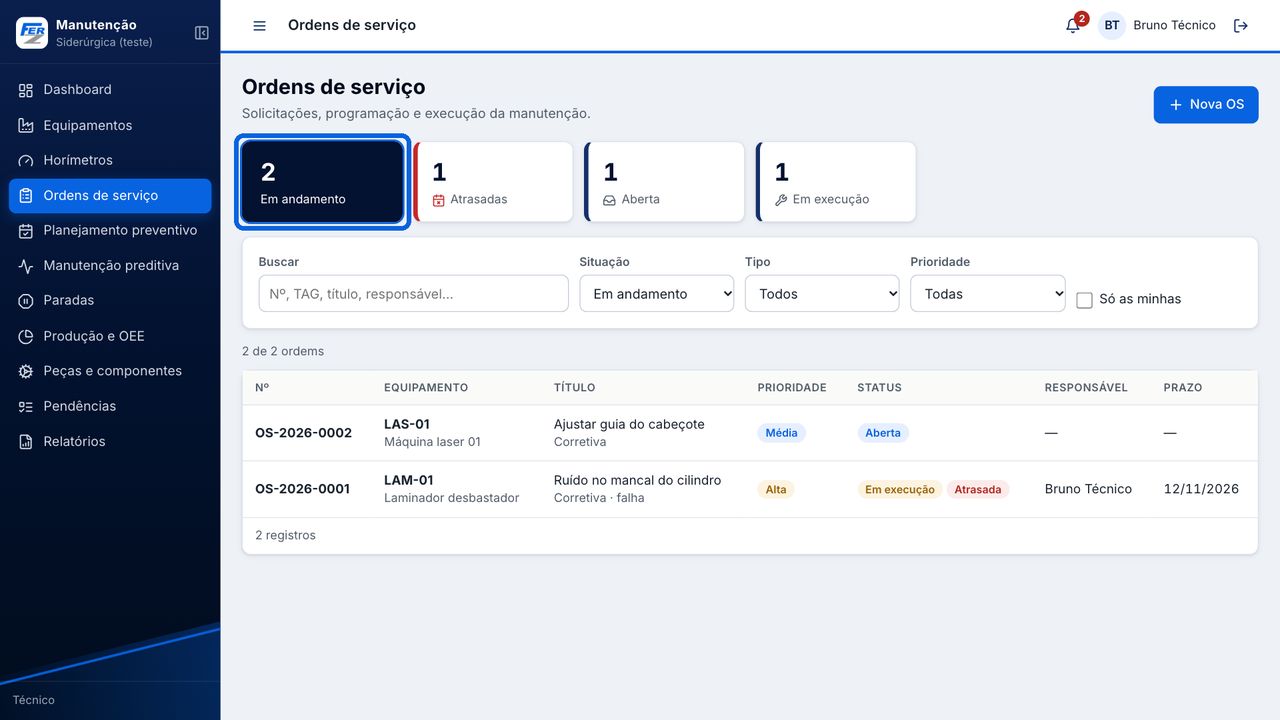 FER
Manutenção
Siderúrgica (teste)
Dashboard
Equipamentos
Horímetros
Ordens de serviço
Planejamento preventivo
Manutenção preditiva
Paradas
Produção e OEE
Peças e componentes
Pendências
Relatórios
Técnico
Ordens de serviço
2
BT
Bruno Técnico
Ordens de serviço
Solicitações, programação e execução da manutenção.
+ Nova OS
2
Em andamento
1
Atrasadas
1
Aberta
1
Em execução
Buscar
Situação
Tipo
Prioridade
Nº, TAG, título, responsável...
Em andamento
Todos
Todas
Só as minhas
2 de 2 ordems
Nº EQUIPAMENTO TÍTULO PRIORIDADE STATUS RESPONSÁVEL PRAZO
OS-2026-0002 LAS-01 Máquina laser 01 Ajustar guia do cabeçote Corretiva Média Aberta — —
OS-2026-0001 LAM-01 Laminador desbastador Ruído no mancal do cilindro Corretiva · falha Alta Em execução Atrasada Bruno Técnico 12/11/2026
2 registros